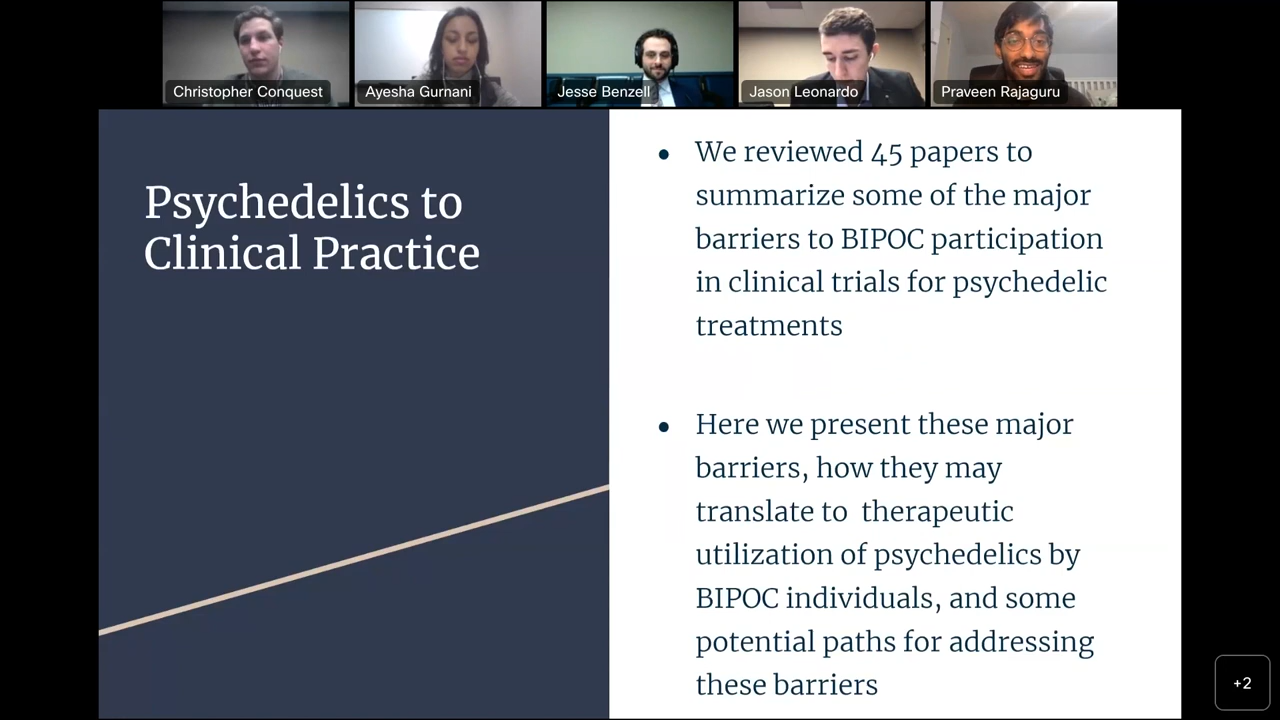 Christopher Conquest
Ayesha Gurnani
Jesse Benzell
Jason Leonardo
Praveen Rajaguru
Psychedelics to
Clinical Practice
● We reviewed 45 papers to
summarize some of the major
barriers to BIPOC participation
in clinical trials for psychedelic
treatments
● Here we present these major
barriers, how they may
translate to therapeutic
utilization of psychedelics by
BIPOC individuals, and some
potential paths for addressing
these barriers
+2